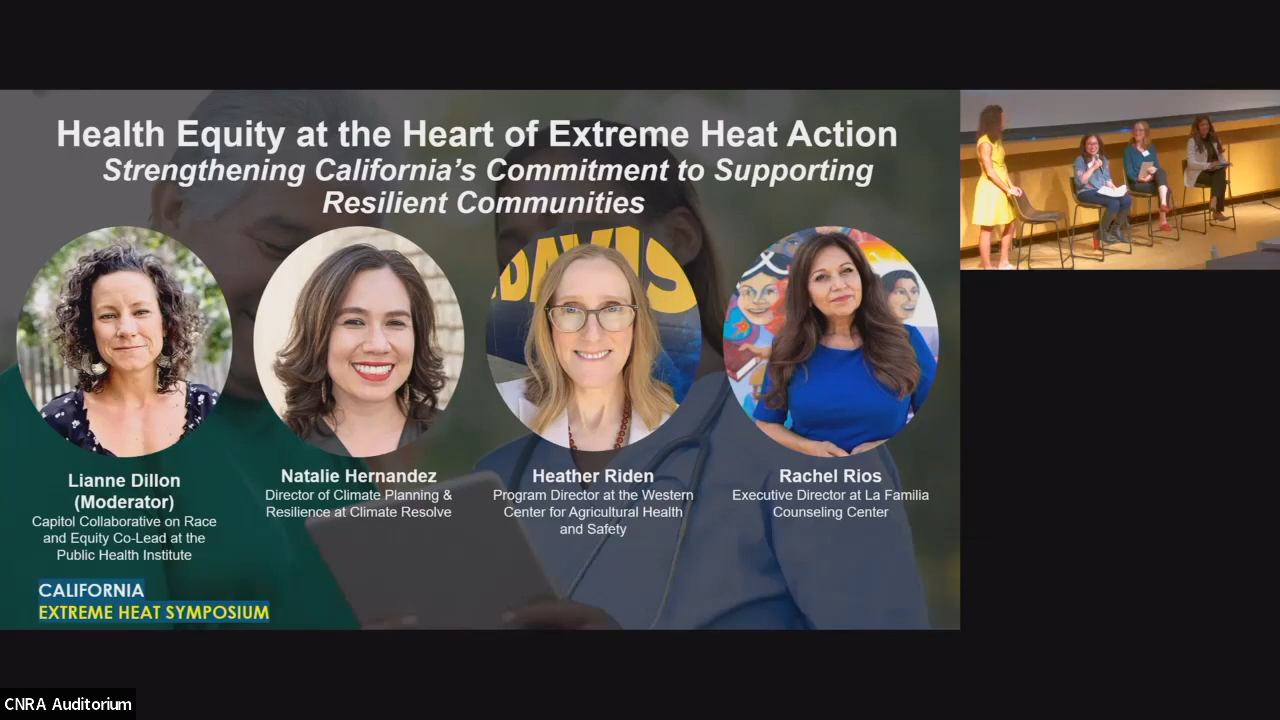 Health Equity at the Heart of Extreme Heat Action
Strengthening California's Commitment to Supporting
Resilient Communities
DAVIS
Lianne Dillon
(Moderator)
Capitol Collaborative on Race
and Equity Co-Lead at the
Public Health Institute
Natalie Hernandez
Director of Climate Planning &
Resilience at Climate Resolve
Heather Riden
Program Director at the Western
Center for Agricultural Health
and Safety
Rachel Rios
Executive Director at La Familia
Counseling Center
CALIFORNIA
EXTREME HEAT SYMPOSIUM
CNRA Auditorium